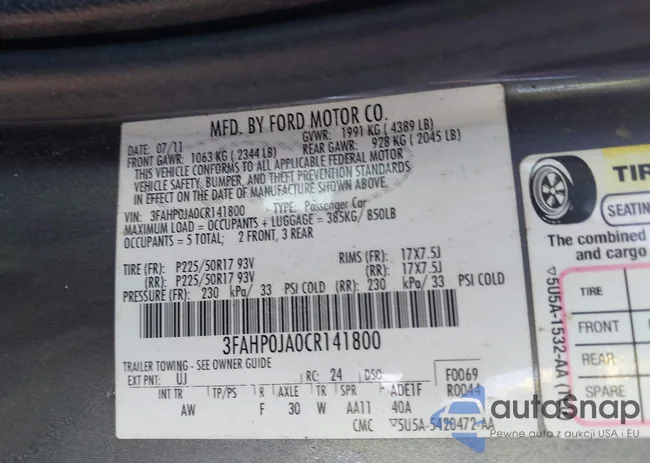 MFD. BY FORD MOTOR CO.
DATE: 07/11 GVWR: 1991 KG (4389 LB)
FRONT GAWR: 1063 KG (2344 LB) REAR GAWR: 928 KG (2045 LB)
THIS VEHICLE CONFORMS TO ALL APPLICABLE FEDERAL MOTOR
VEHICLE SAFETY, BUMPER, AND THEFT PREVENTION STANDARDS
IN EFFECT ON THE DATE OF MANUFACTURE SHOWN ABOVE.
VIN: 3FAHP0JA0CR141800 TYPE: Passenger Car
MAXIMUM LOAD = OCCUPANTS + LUGGAGE = 385KG/850LB
OCCUPANTS = 5 TOTAL; 2 FRONT, 3 REAR
TIRE (FR): P225/50R17 93V RIMS (FR): 17X7.5J
(RR): P225/50R17 93V (RR): 17X7.5J
PRESSURE (FR): 230 kPa/33 PSI COLD (RR): 230 kPa/33 PSI COLD
3FAHP0JA0CR141800
TRAILER TOWING - SEE OWNER GUIDE
EXT PNT: UJ RC: 24 DSO: F0069
INT TR TP/PS R AXLE TR SPR ADE1F R0044
AW F 30 W AA11 40A
CMC ▽5U5A-5420472-AA
TIR
SEATIN
The combined
and cargo
TIRE
FRONT
REAR
SPARE
▽5U5A-1532-AA
autoSnap
Pewne auta z aukcji USA i EU